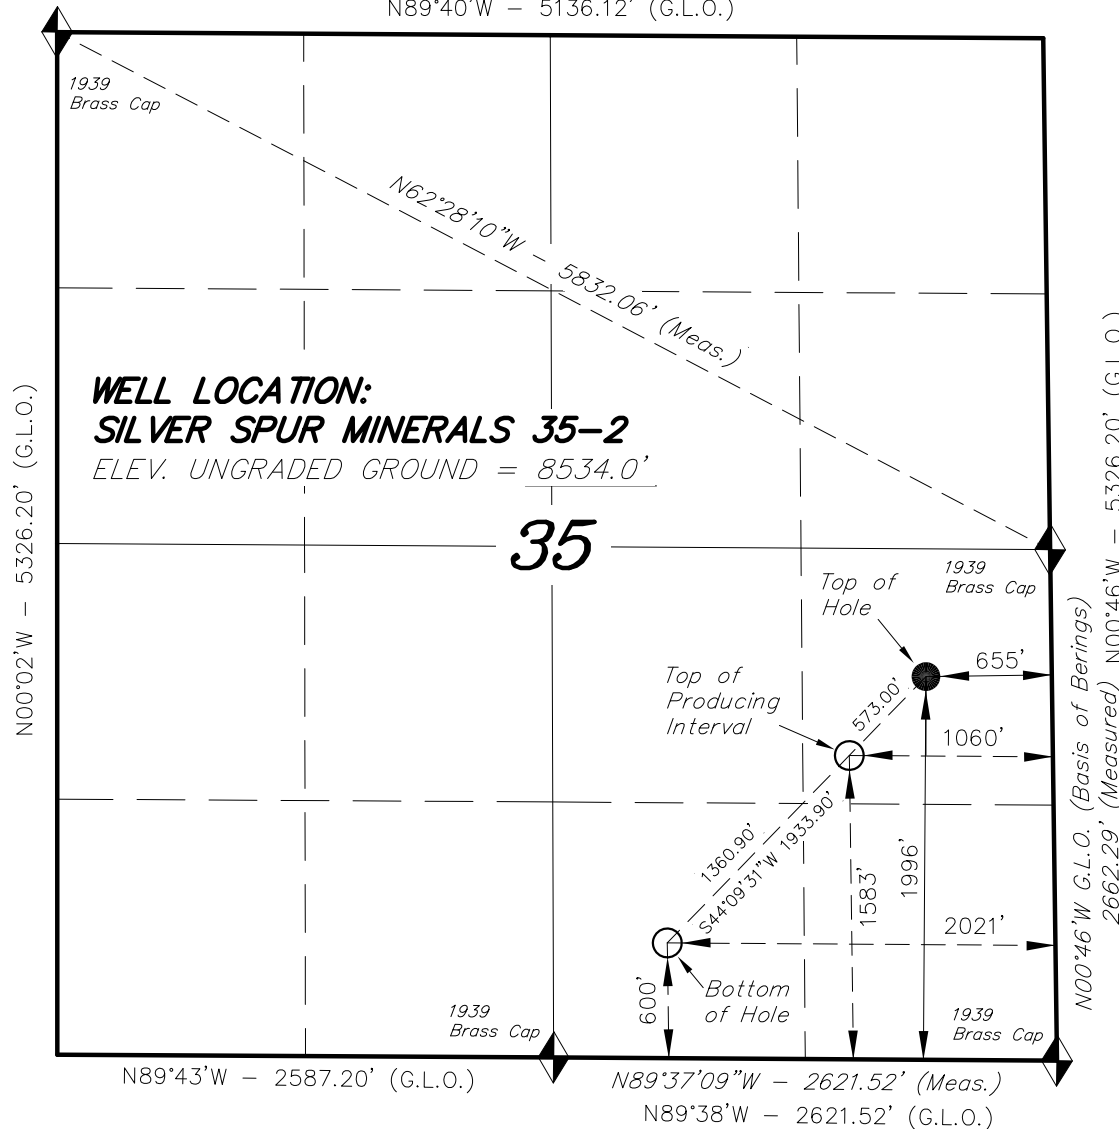 N89°40'W – 5136.12' (G.L.O.)
1939
Brass Cap
N62°28'10"W – 5832.06' (Meas.)
WELL LOCATION:
SILVER SPUR MINERALS 35–2
ELEV. UNGRADED GROUND = 8534.0'
N00°02'W – 5326.20' (G.L.O.)
35
1939
Brass Cap
Top of
Hole
655'
Top of
Producing
Interval
573.00'
1060'
1360.90'
S44°09'31"W 1933.90'
1583'
1996'
2021'
600'
Bottom
of Hole
1939
Brass Cap
1939
Brass Cap
N00°46'W G.L.O. (Basis of Berings)
2662.29' (Measured)
N00°46'W – 5326.20' (G.L.O.)
N89°43'W – 2587.20' (G.L.O.)
N89°37'09"W – 2621.52' (Meas.)
N89°38'W – 2621.52' (G.L.O.)